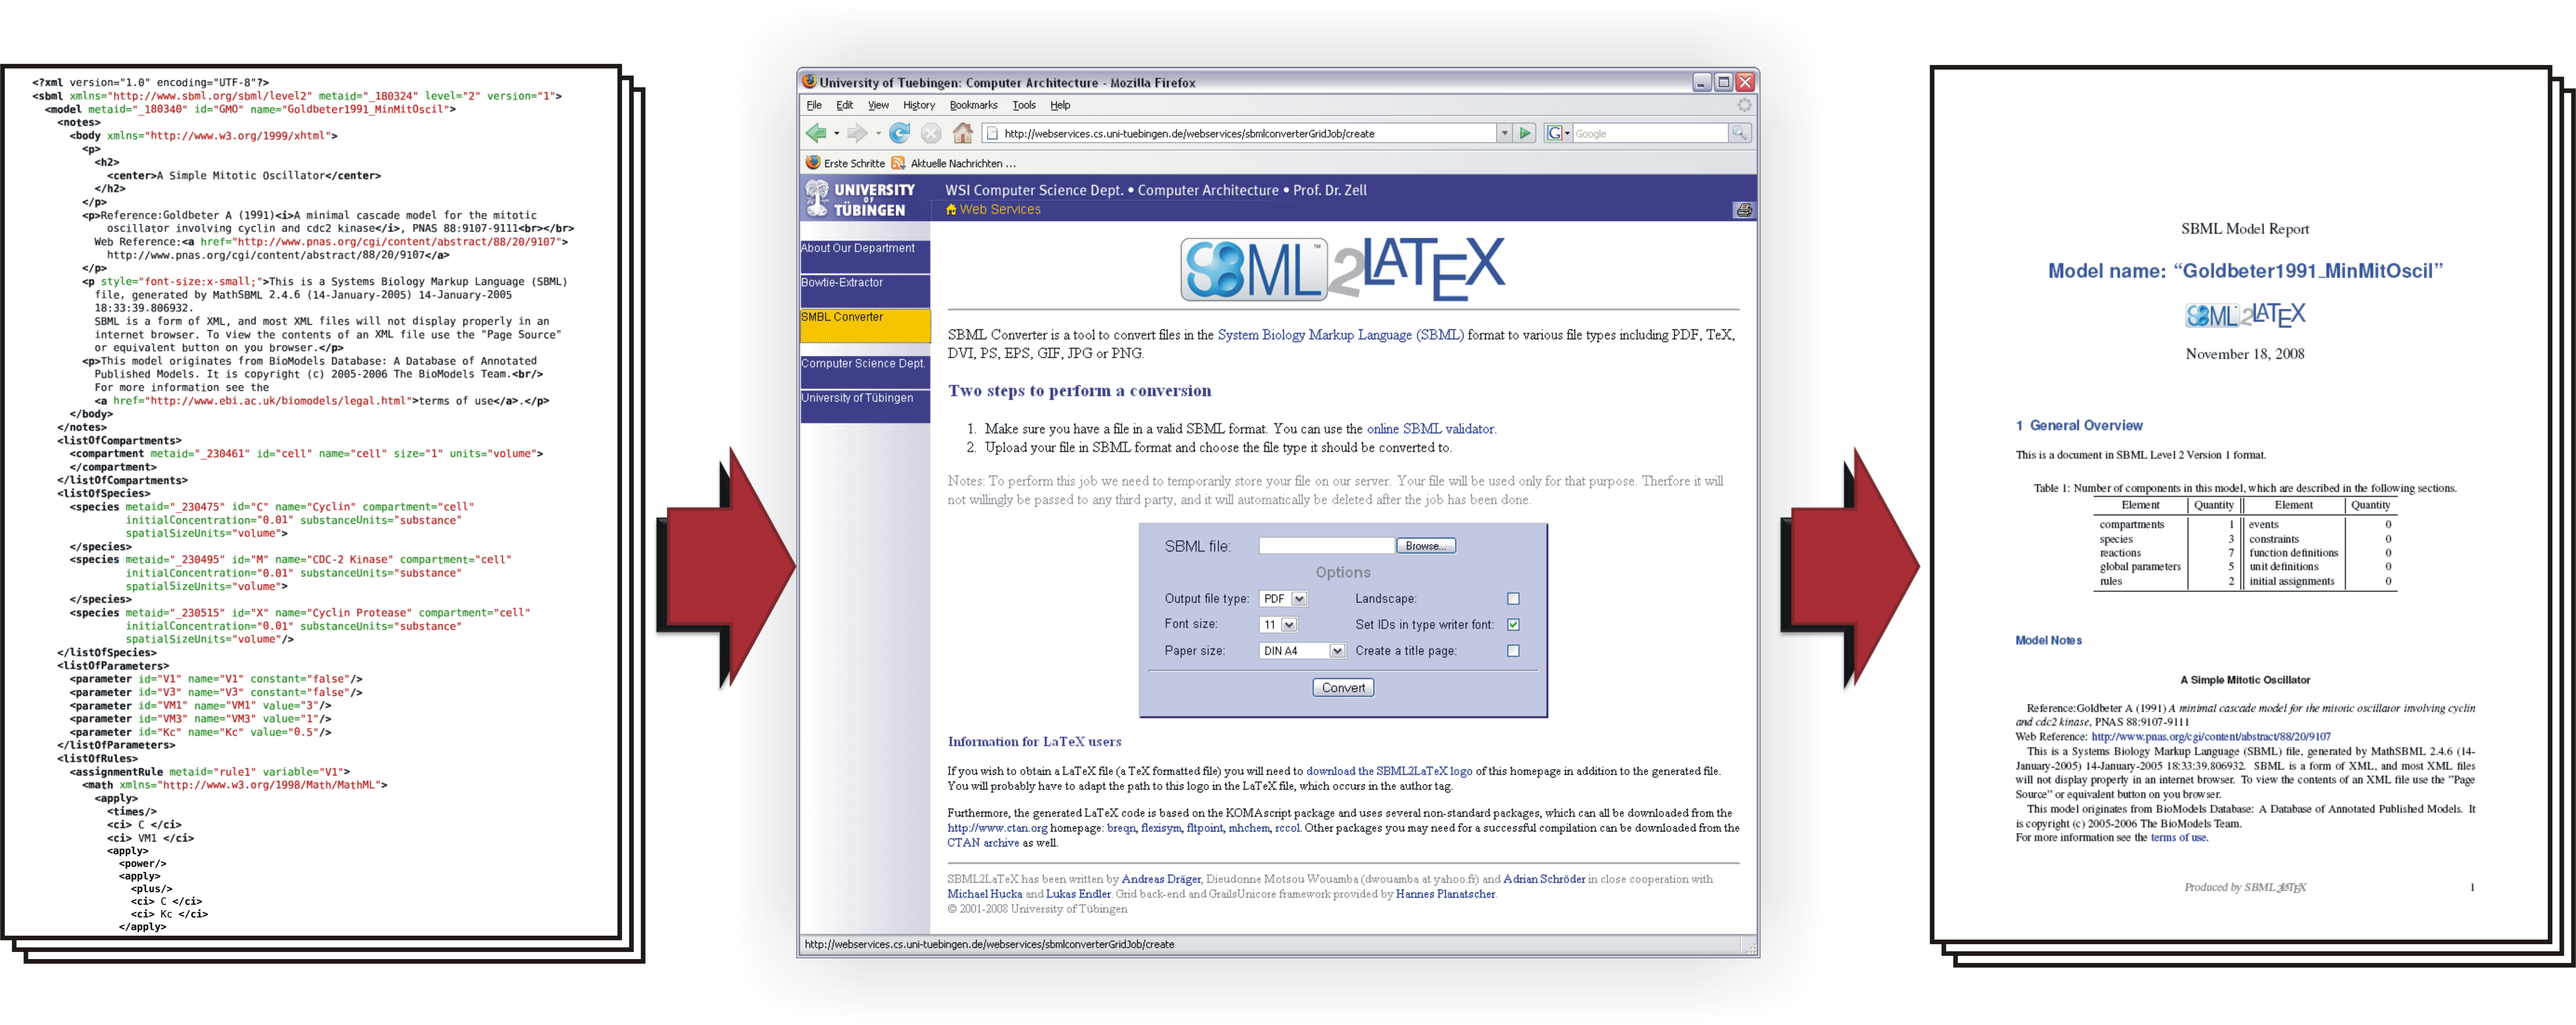 <?xml version="1.0" encoding="UTF-8"?>
<sbml xmlns="http://www.sbml.org/sbml/level2" metaid="_180324" level="2" version="1">
<model metaid="_180340" id="GMO" name="Goldbeter1991_MinMitOscil">
<notes>
<body xmlns="http://www.w3.org/1999/xhtml">
<p>
<h2>
<center>A Simple Mitotic Oscillator</center>
</h2>
</p>
<p>Reference:Goldbeter A (1991)<i>A minimal cascade model for the mitotic
oscillator involving cyclin and cdc2 kinase</i>, PNAS 88:9107-9111<br></br>
Web Reference:<a href="http://www.pnas.org/cgi/content/abstract/88/20/9107">
http://www.pnas.org/cgi/content/abstract/88/20/9107</a>
</p>
<p style="font-size:x-small;">This is a Systems Biology Markup Language (SBML)
file, generated by MathSBML 2.4.6 (14-January-2005) 14-January-2005
18:33:39.806932.
SBML is a form of XML, and most XML files will not display properly in an
internet browser. To view the contents of an XML file use the "Page Source"
or equivalent button on you browser.</p>
<p>This model originates from BioModels Database: A Database of Annotated
Published Models. It is copyright (c) 2005-2006 The BioModels Team.<br/>
For more information see the
<a href="http://www.ebi.ac.uk/biomodels/legal.html">terms of use</a>.</p>
</body>
</notes>
<listOfCompartments>
<compartment metaid="_230461" id="cell" name="cell" size="1" units="volume">
</compartment>
</listOfCompartments>
<listOfSpecies>
<species metaid="_230475" id="C" name="Cyclin" compartment="cell"
initialConcentration="0.01" substanceUnits="substance"
spatialSizeUnits="volume">
</species>
<species metaid="_230495" id="M" name="CDC-2 Kinase" compartment="cell"
initialConcentration="0.01" substanceUnits="substance"
spatialSizeUnits="volume">
</species>
<species metaid="_230515" id="X" name="Cyclin Protease" compartment="cell"
initialConcentration="0.01" substanceUnits="substance"
spatialSizeUnits="volume"/>
</listOfSpecies>
<listOfParameters>
<parameter id="V1" name="V1" constant="false"/>
<parameter id="V3" name="V3" constant="false"/>
<parameter id="VM1" name="VM1" value="3"/>
<parameter id="VM3" name="VM3" value="1"/>
<parameter id="Kc" name="Kc" value="0.5"/>
</listOfParameters>
<listOfRules>
<assignmentRule metaid="rule1" variable="V1">
<math xmlns="http://www.w3.org/1998/Math/MathML">
<apply>
<times/>
<ci> C </ci>
<ci> VM1 </ci>
<apply>
<power/>
<apply>
<plus/>
<ci> C </ci>
<ci> Kc </ci>
</apply>
University of Tuebingen: Computer Architecture - Mozilla Firefox
File Edit View History Bookmarks Tools Help
http://webservices.cs.uni-tuebingen.de/webservices/sbmlconverterGridJob/create
G Google
Erste Schritte Aktuelle Nachrichten ...
UNIVERSITY OF TÜBINGEN
WSI Computer Science Dept. • Computer Architecture • Prof. Dr. Zell
Web Services
About Our Department
Bowtie-Extractor
SMBL Converter
Computer Science Dept.
University of Tübingen
SBML™2LATEX
SBML Converter is a tool to convert files in the System Biology Markup Language (SBML) format to various file types including PDF, TeX,
DVI, PS, EPS, GIF, JPG or PNG.
Two steps to perform a conversion
1. Make sure you have a file in a valid SBML format. You can use the online SBML validator.
2. Upload your file in SBML format and choose the file type it should be converted to.
Notes: To perform this job we need to temporarily store your file on our server. Your file will be used only for that purpose. Therfore it will
not willingly be passed to any third party, and it will automatically be deleted after the job has been done.
SBML file: Browse...
Options
Output file type: PDF Landscape:
Font size: 11 Set IDs in type writer font:
Paper size: DIN A4 Create a title page:
Convert
Information for LaTeX users
If you wish to obtain a LaTeX file (a TeX formatted file) you will need to download the SBML2LaTeX logo of this homepage in addition to the generated file.
You will probably have to adapt the path to this logo in the LaTeX file, which occurs in the author tag.
Furthermore, the generated LaTeX code is based on the KOMAscript package and uses several non-standard packages, which can all be downloaded from the
http://www.ctan.org homepage: breqn, flexisym, fltpoint, mhchem, rccol. Other packages you may need for a successful compilation can be downloaded from the
CTAN archive as well.
SBML2LaTeX has been written by Andreas Dräger, Dieudonne Motsou Wouamba (dwouamba at yahoo.fr) and Adrian Schröder in close cooperation with
Michael Hucka and Lukas Endler. Grid back-end and GrailsUnicore framework provided by Hannes Planatscher.
© 2001-2008 University of Tübingen
http://webservices.cs.uni-tuebingen.de/webservices/sbmlconverterGridJob/create
SBML Model Report
Model name: “Goldbeter1991_MinMitOscil”
SBML2LATEX
November 18, 2008
1 General Overview
This is a document in SBML Level 2 Version 1 format.
Table 1: Number of components in this model, which are described in the following sections.
Element Quantity Element Quantity
compartments 1 events 0
species 3 constraints 0
reactions 7 function definitions 0
global parameters 5 unit definitions 0
rules 2 initial assignments 0
Model Notes
A Simple Mitotic Oscillator
Reference:Goldbeter A (1991) A minimal cascade model for the mitotic oscillator involving cyclin
and cdc2 kinase, PNAS 88:9107-9111
Web Reference: http://www.pnas.org/cgi/content/abstract/88/20/9107
This is a Systems Biology Markup Language (SBML) file, generated by MathSBML 2.4.6 (14-
January-2005) 14-January-2005 18:33:39.806932. SBML is a form of XML, and most XML files
will not display properly in an internet browser. To view the contents of an XML file use the "Page
Source" or equivalent button on you browser.
This model originates from BioModels Database: A Database of Annotated Published Models. It
is copyright (c) 2005-2006 The BioModels Team.
For more information see the terms of use.
Produced by SBML2LATEX 1